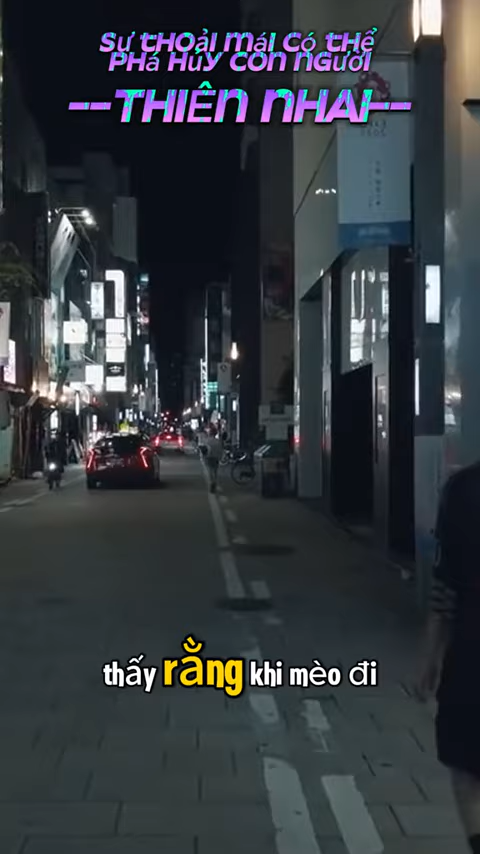 Sự thoải mái có thể
phá hủy con người
--THIÊN NHAI--
thấy rằng khi mèo đi